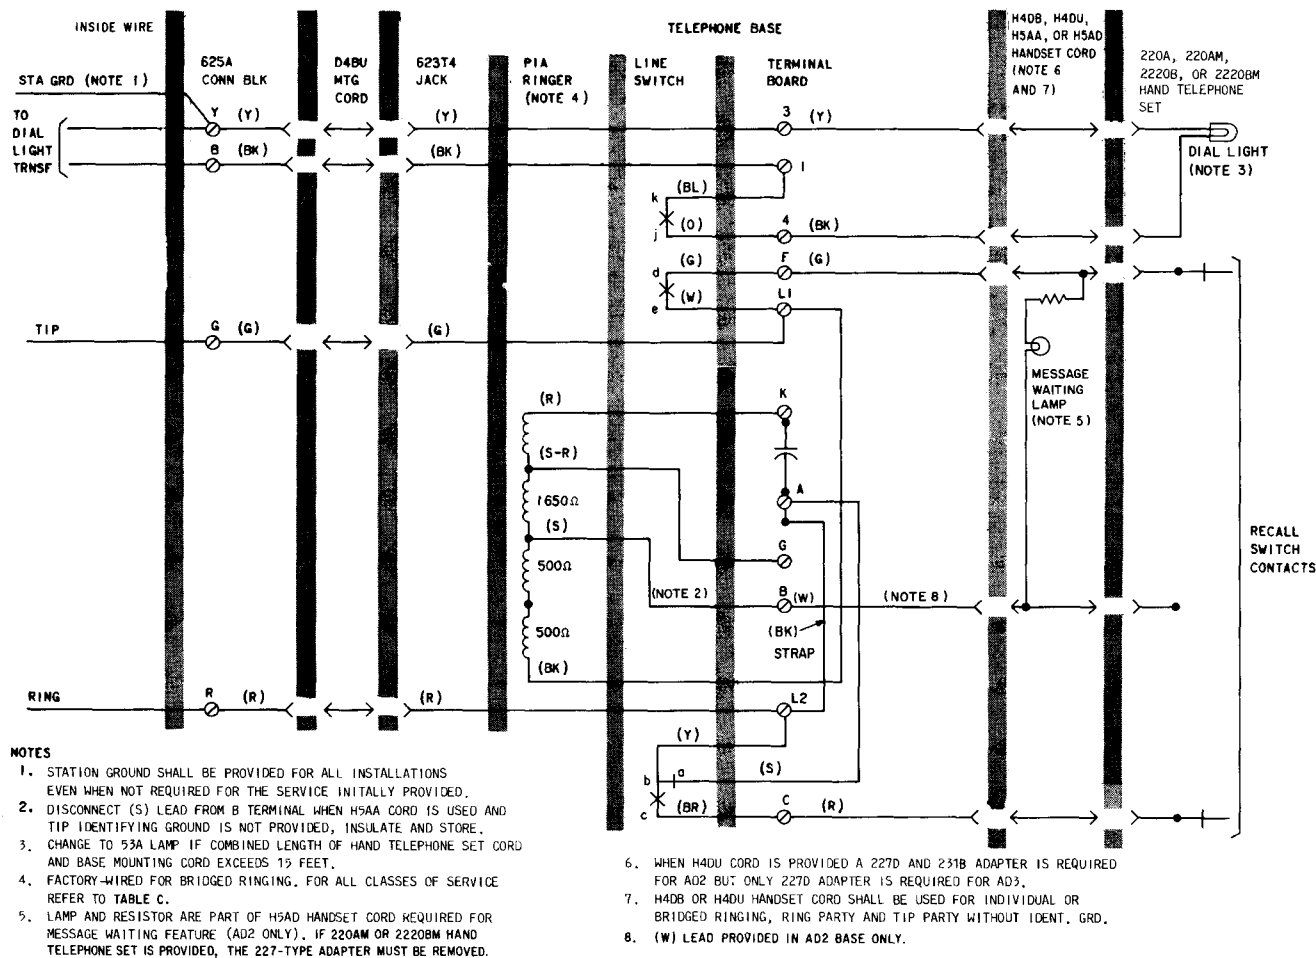 INSIDE WIRE
TELEPHONE BASE
H4DB, H4DU,
H5AA, OR H5AD
HANDSET CORD
(NOTE 6
AND 7)
220A, 220AM,
2220B, OR 2220BM
HAND TELEPHONE
SET
625A
CONN BLK
D4BU
MTG
CORD
623T4
JACK
P1A
RINGER
(NOTE 4)
LINE
SWITCH
TERMINAL
BOARD
STA GRD (NOTE 1)
TO
DIAL
LIGHT
TRNSF
Y (Y)
(Y)
3
(Y)
B (BK)
(BK)
1
DIAL LIGHT
(NOTE 3)
k
(BL)
j
(O)
4
(BK)
d
(G)
F
(G)
e
(W)
L1
TIP
G (G)
(G)
MESSAGE
WAITING
LAMP
(NOTE 5)
(R)
K
(S-R)
1650Ω
A
(S)
G
500Ω
(NOTE 2)
B
(W)
(NOTE 8)
RECALL
SWITCH
CONTACTS
500Ω
(BK)
STRAP
(BK)
RING
R (R)
(R)
L2
(Y)
b
a
(S)
c
(BR)
C
(R)
NOTES
1. STATION GROUND SHALL BE PROVIDED FOR ALL INSTALLATIONS
EVEN WHEN NOT REQUIRED FOR THE SERVICE INITALLY PROVIDED.
2. DISCONNECT (S) LEAD FROM B TERMINAL WHEN H5AA CORD IS USED AND
TIP IDENTIFYING GROUND IS NOT PROVIDED, INSULATE AND STORE.
3. CHANGE TO 53A LAMP IF COMBINED LENGTH OF HAND TELEPHONE SET CORD
AND BASE MOUNTING CORD EXCEEDS 15 FEET.
4. FACTORY-WIRED FOR BRIDGED RINGING. FOR ALL CLASSES OF SERVICE
REFER TO TABLE C.
5. LAMP AND RESISTOR ARE PART OF H5AD HANDSET CORD REQUIRED FOR
MESSAGE WAITING FEATURE (AD2 ONLY). IF 220AM OR 2220BM HAND
TELEPHONE SET IS PROVIDED, THE 227-TYPE ADAPTER MUST BE REMOVED.
6. WHEN H4DU CORD IS PROVIDED A 227D AND 231B ADAPTER IS REQUIRED
FOR AD2 BUT ONLY 227D ADAPTER IS REQUIRED FOR AD3.
7. H4DB OR H4DU HANDSET CORD SHALL BE USED FOR INDIVIDUAL OR
BRIDGED RINGING, RING PARTY AND TIP PARTY WITHOUT IDENT. GRD.
8. (W) LEAD PROVIDED IN AD2 BASE ONLY.